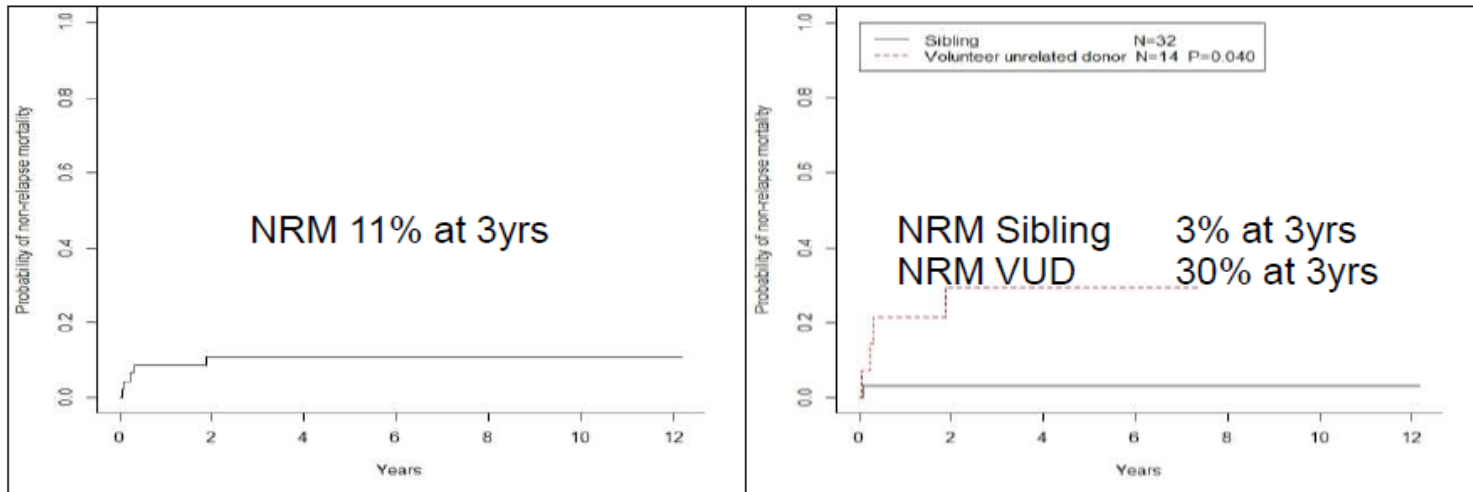 1.0
0.8
0.6
0.4
0.2
0.0
Probability of non-relapse mortality
NRM 11% at 3yrs
0 2 4 6 8 10 12
Years
Sibling N=32
Volunteer unrelated donor N=14 P=0.040
1.0
0.8
0.6
0.4
0.2
0.0
Probability of non-relapse mortality
NRM Sibling 3% at 3yrs
NRM VUD 30% at 3yrs
0 2 4 6 8 10 12
Years